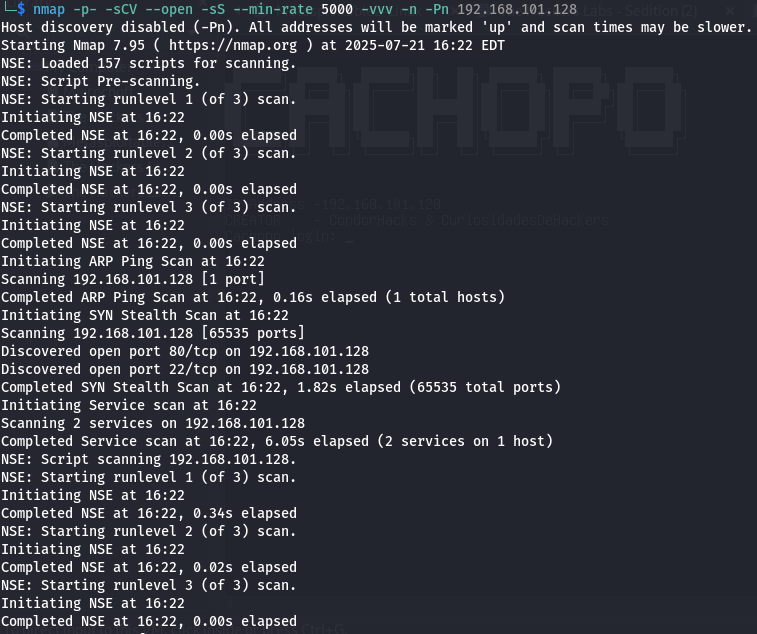 └─$ nmap -p- -sCV --open -sS --min-rate 5000 -vvv -n -Pn 192.168.101.128
Host discovery disabled (-Pn). All addresses will be marked 'up' and scan times may be slower.
Starting Nmap 7.95 ( https://nmap.org ) at 2025-07-21 16:22 EDT
NSE: Loaded 157 scripts for scanning.
NSE: Script Pre-scanning.
NSE: Starting runlevel 1 (of 3) scan.
Initiating NSE at 16:22
Completed NSE at 16:22, 0.00s elapsed
NSE: Starting runlevel 2 (of 3) scan.
Initiating NSE at 16:22
Completed NSE at 16:22, 0.00s elapsed
NSE: Starting runlevel 3 (of 3) scan.
Initiating NSE at 16:22
Completed NSE at 16:22, 0.00s elapsed
Initiating ARP Ping Scan at 16:22
Scanning 192.168.101.128 [1 port]
Completed ARP Ping Scan at 16:22, 0.16s elapsed (1 total hosts)
Initiating SYN Stealth Scan at 16:22
Scanning 192.168.101.128 [65535 ports]
Discovered open port 80/tcp on 192.168.101.128
Discovered open port 22/tcp on 192.168.101.128
Completed SYN Stealth Scan at 16:22, 1.82s elapsed (65535 total ports)
Initiating Service scan at 16:22
Scanning 2 services on 192.168.101.128
Completed Service scan at 16:22, 6.05s elapsed (2 services on 1 host)
NSE: Script scanning 192.168.101.128.
NSE: Starting runlevel 1 (of 3) scan.
Initiating NSE at 16:22
Completed NSE at 16:22, 0.34s elapsed
NSE: Starting runlevel 2 (of 3) scan.
Initiating NSE at 16:22
Completed NSE at 16:22, 0.02s elapsed
NSE: Starting runlevel 3 (of 3) scan.
Initiating NSE at 16:22
Completed NSE at 16:22, 0.00s elapsed
CACHOPO
CondorHacks & CuriosidadesDeHackers
login: _